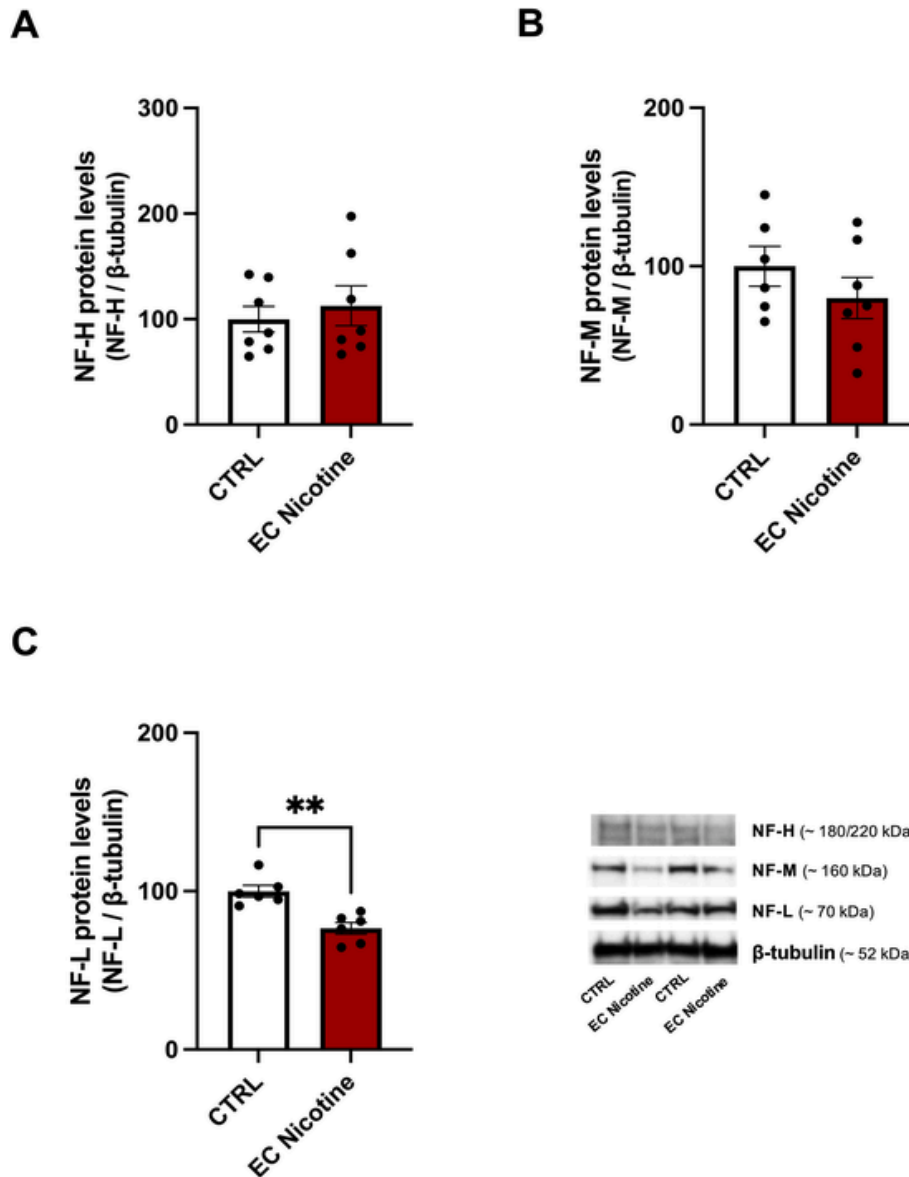 A
NF-H protein levels
(NF-H / β-tubulin)
300
200
100
0
CTRL
EC Nicotine
B
NF-M protein levels
(NF-M / β-tubulin)
200
100
0
CTRL
EC Nicotine
C
NF-L protein levels
(NF-L / β-tubulin)
200
100
0
**
CTRL
EC Nicotine
NF-H (~ 180/220 kDa
NF-M (~ 160 kDa)
NF-L (~ 70 kDa)
β-tubulin (~ 52 kDa)
CTRL
EC Nicotine
CTRL
EC Nicotine